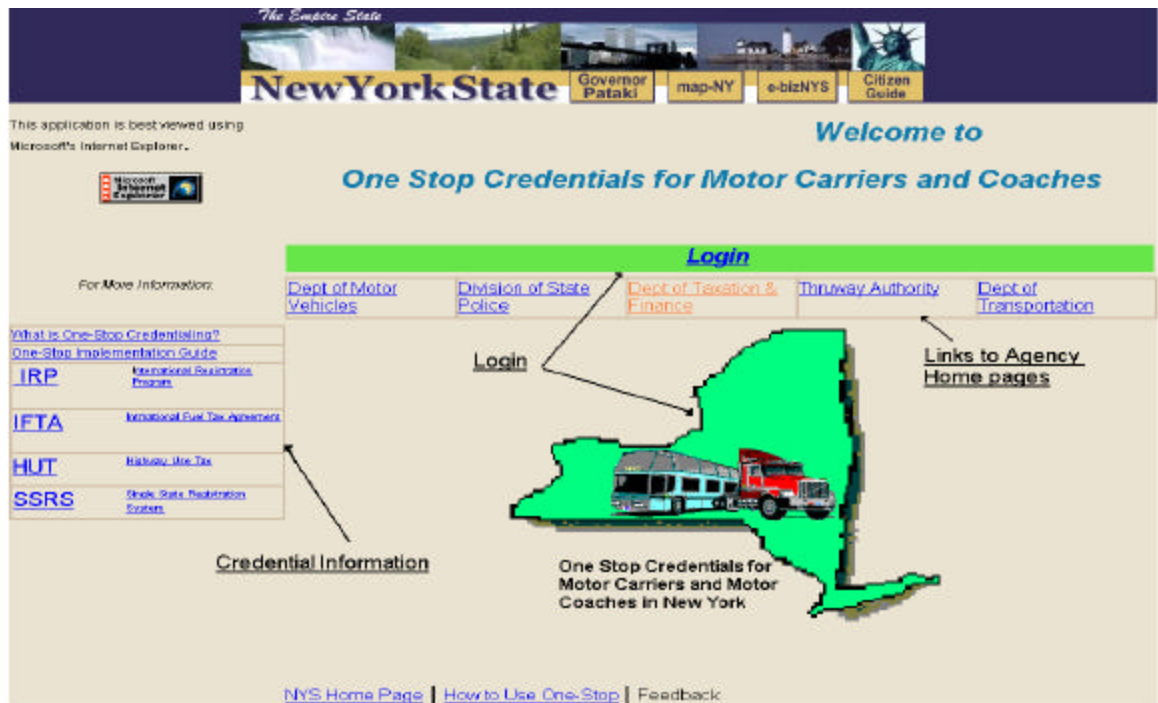 The Empire State
NewYorkState
Governor
Pataki
map-NY
e-bizNYS
Citizen
Guide
This application is best viewed using
Microsoft's Internet Explorer.
Microsoft
Internet
Explorer
Welcome to
One Stop Credentials for Motor Carriers and Coaches
Login
For More Information:
Dept of Motor
Vehicles
Division of State
Police
Dept of Taxation &
Finance
Thruway Authority
Dept of
Transportation
What is One-Stop Credentialing?
One-Stop Implementation Guide
IRP
International Registration
Program
IFTA
International Fuel Tax Agreement
HUT
Highway Use Tax
SSRS
Single State Registration
System
Login
Links to Agency
Home pages
Credential Information
One Stop Credentials for
Motor Carriers and Motor
Coaches in New York
NYS Home Page | How to Use One-Stop | Feedback